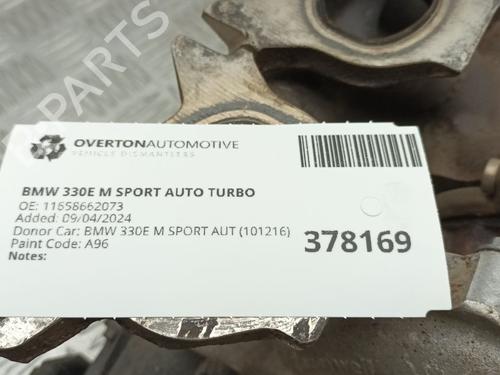 OVERTONAUTOMOTIVE
VEHICLE DISMANTLERS
BMW 330E M SPORT AUTO TURBO
OE: 11658662073
Added: 09/04/2024
Donor Car: BMW 330E M SPORT AUT (101216)
Paint Code: A96
Notes:
378169
PARTS